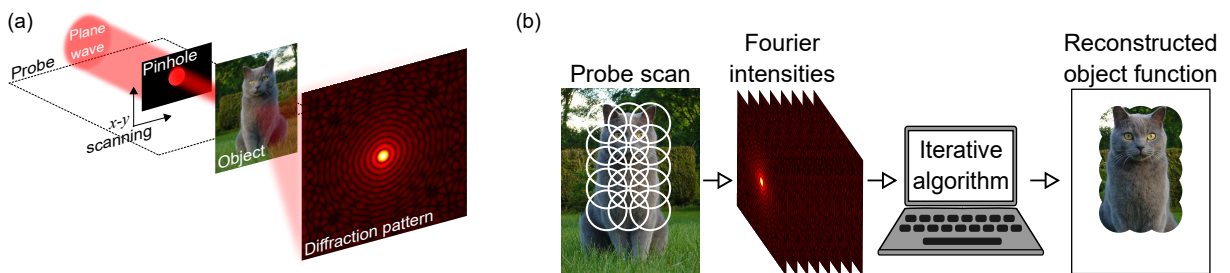 (a)
Plane
wave
Probe
Pinhole
x-y
scanning
Object
Diffraction pattern
(b)
Probe scan
Fourier
intensities
Iterative
algorithm
Reconstructed
object function